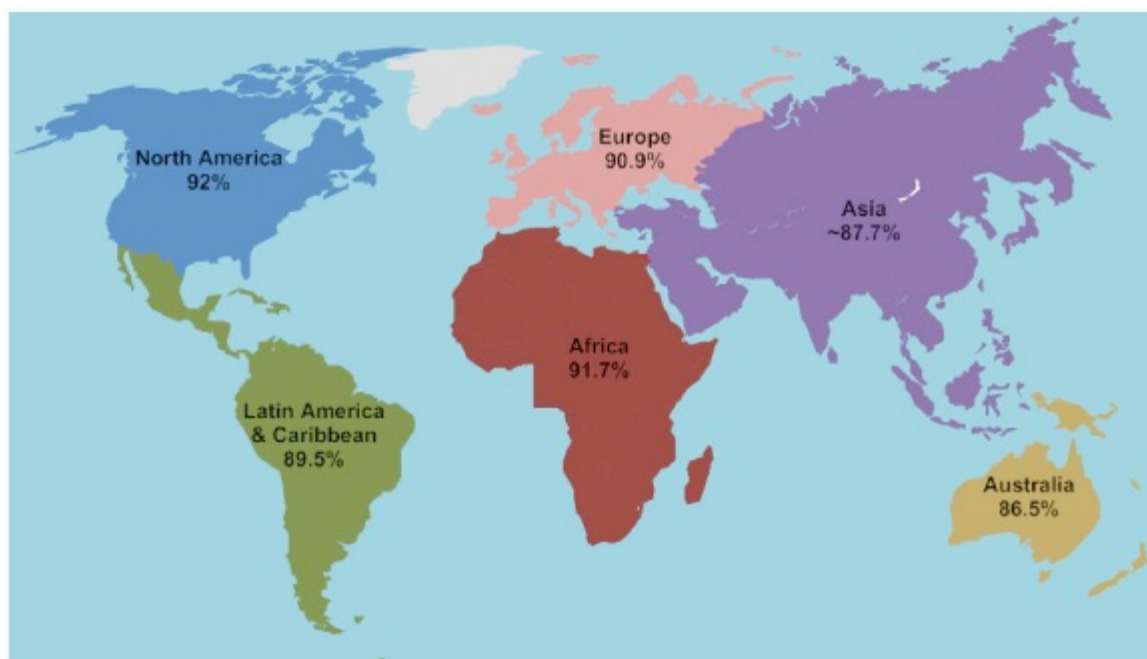 North America
92%
Europe
90.9%
Asia
~87.7%
Africa
91.7%
Latin America
& Caribbean
89.5%
Australia
86.5%